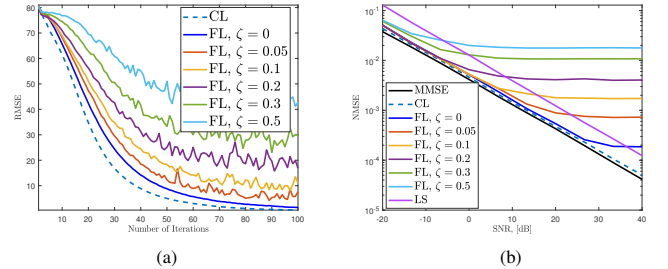 80
70
60
50
40
30
20
10
RMSE
10 20 30 40 50 60 70 80 90 100
Number of Iterations
CL
FL, ζ = 0
FL, ζ = 0.05
FL, ζ = 0.1
FL, ζ = 0.2
FL, ζ = 0.3
FL, ζ = 0.5
(a)
10⁻¹
10⁻²
10⁻³
10⁻⁴
10⁻⁵
NMSE
-20 -10 0 10 20 30 40
SNR, [dB]
MMSE
CL
FL, ζ = 0
FL, ζ = 0.05
FL, ζ = 0.1
FL, ζ = 0.2
FL, ζ = 0.3
FL, ζ = 0.5
LS
(b)